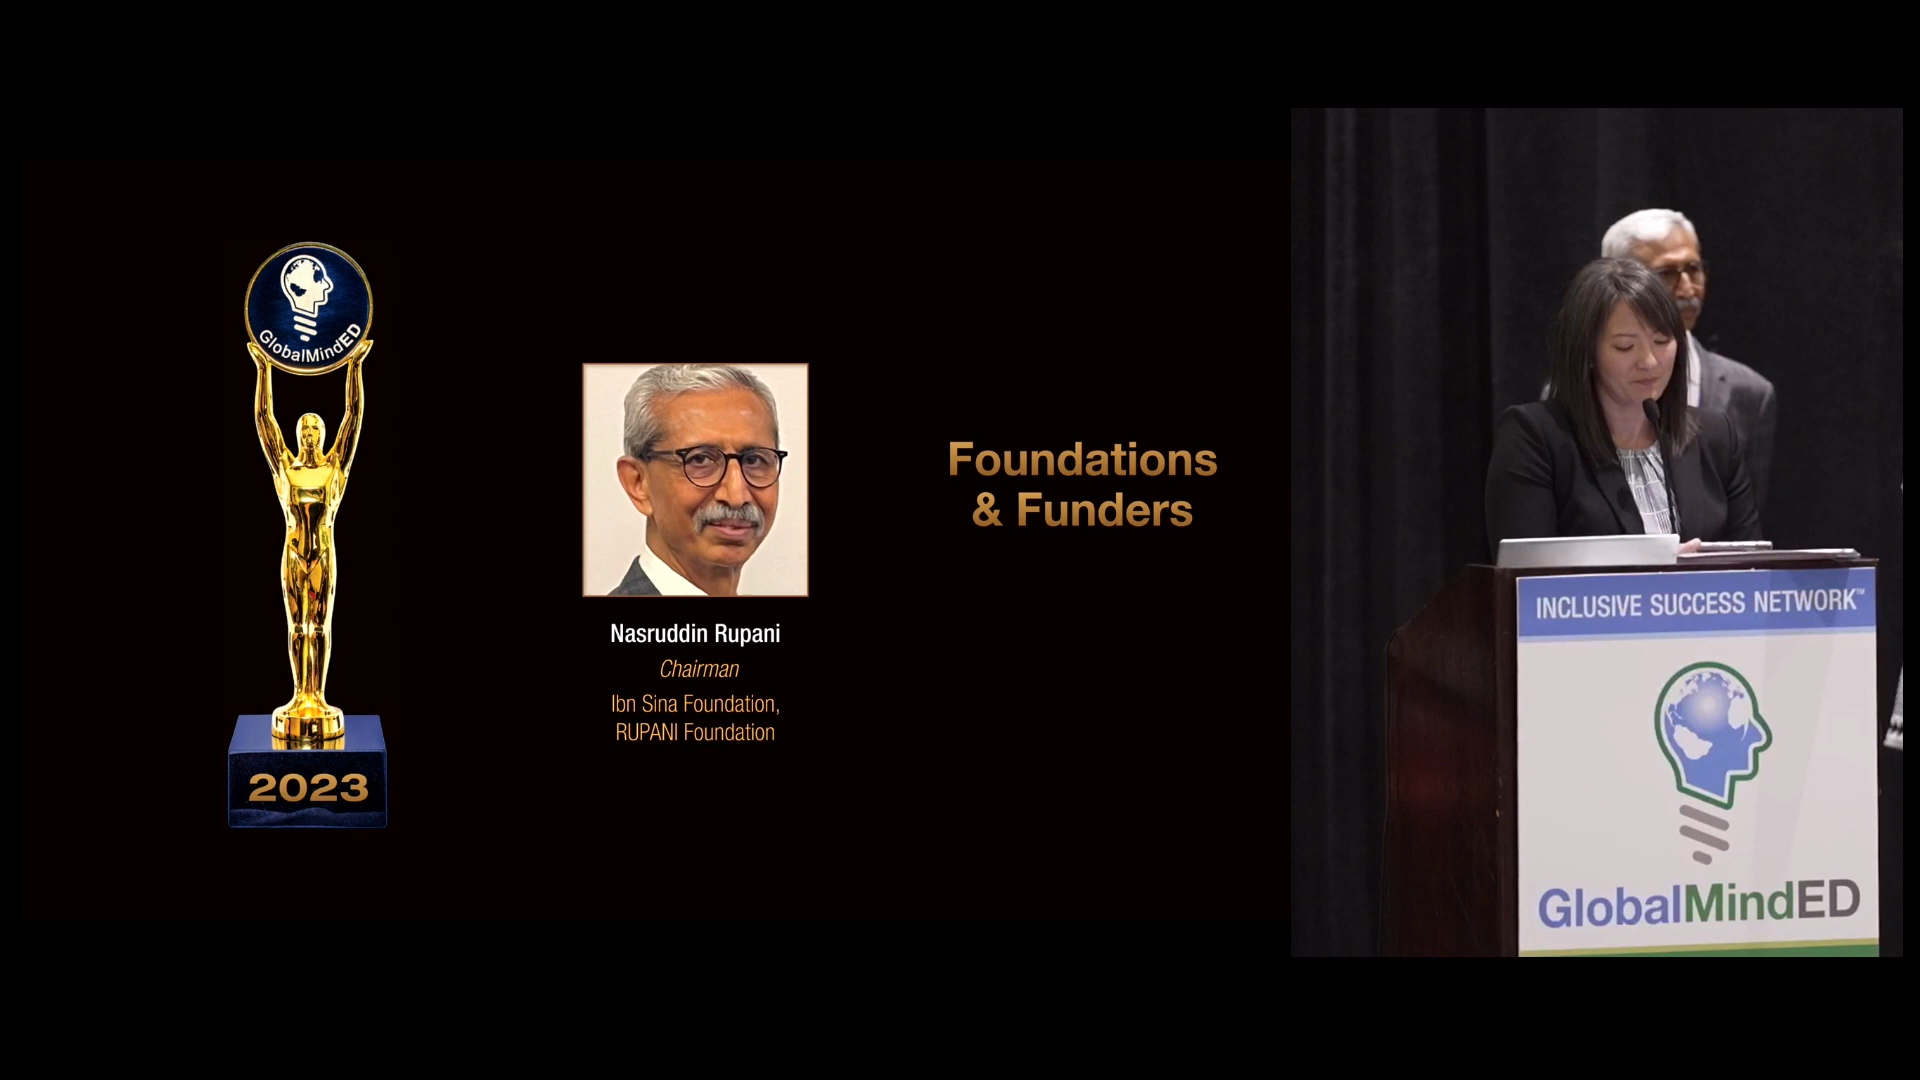 GlobalMindED
2023
Nasruddin Rupani
Chairman
Ibn Sina Foundation,
RUPANI Foundation
Foundations
& Funders
INCLUSIVE SUCCESS NETWORK™
GlobalMindED